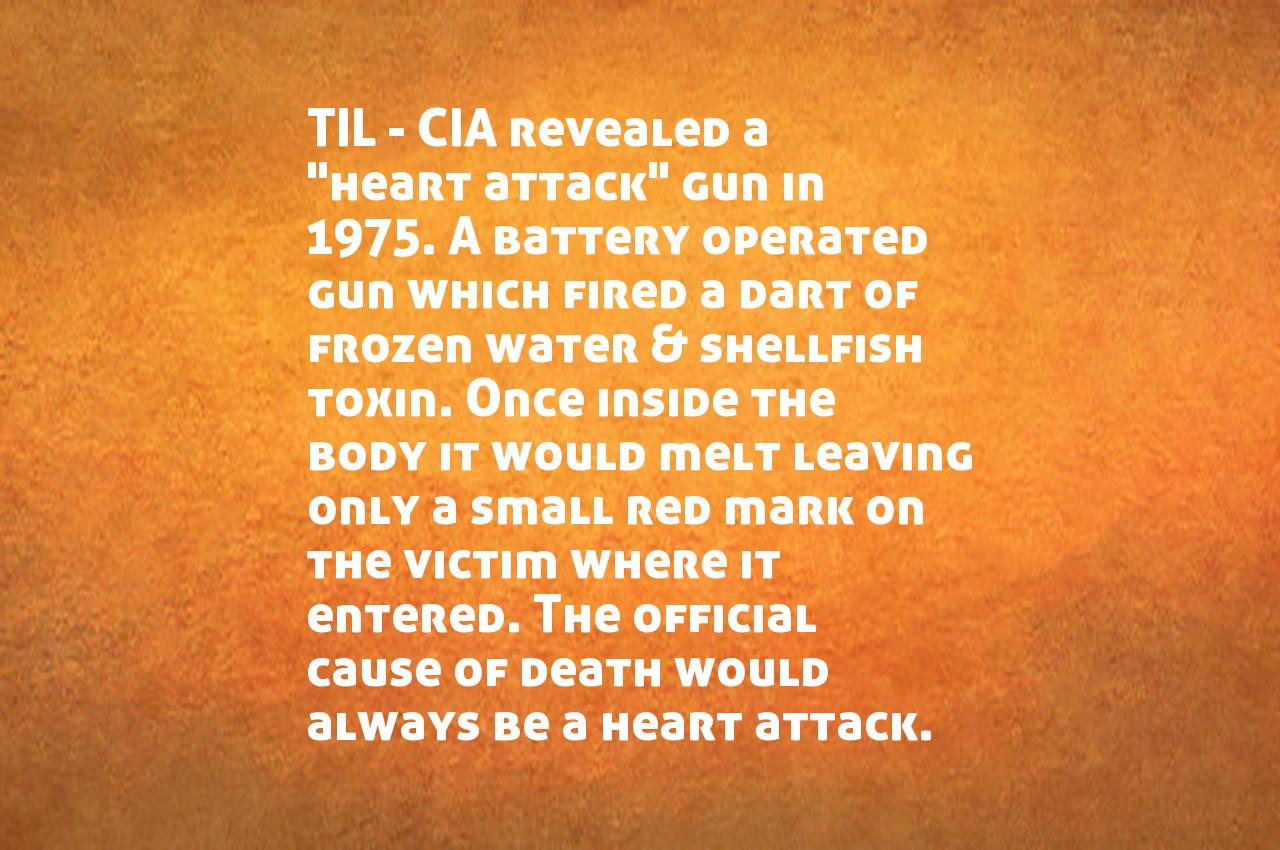 TIL - CIA revealed a
"heart attack" gun in
1975. A battery operated
gun which fired a dart of
frozen water & shellfish
toxin. Once inside the
body it would melt leaving
only a small red mark on
the victim where it
entered. The official
cause of death would
always be a heart attack.